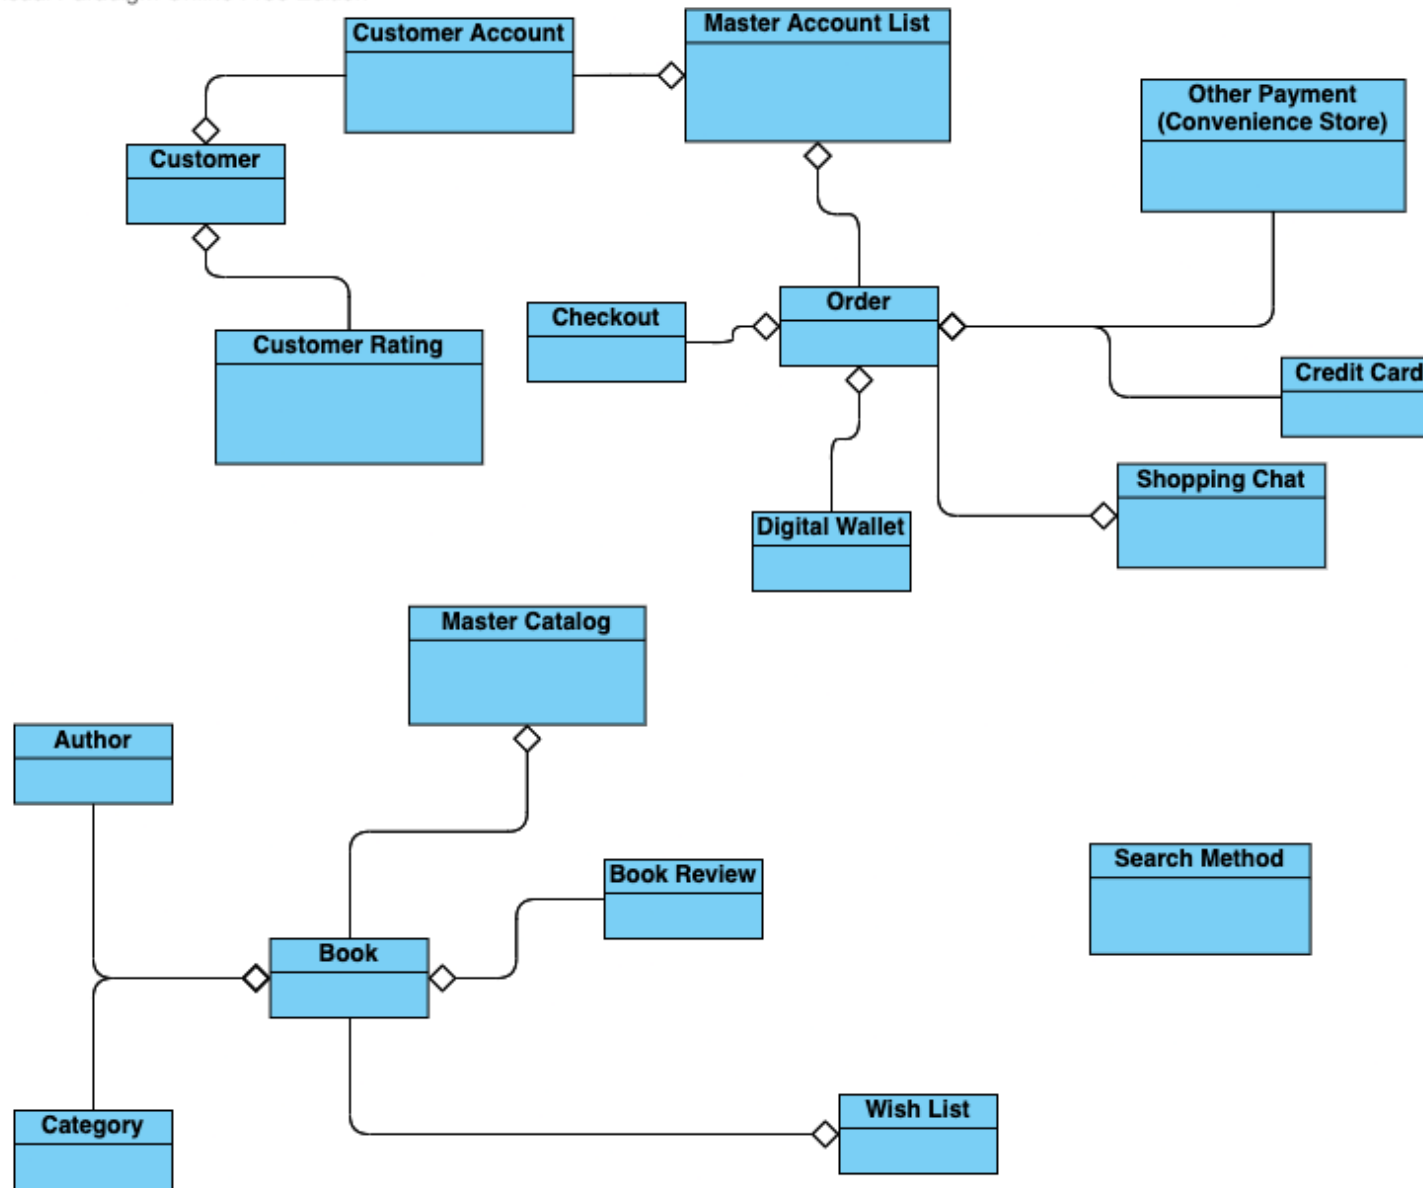 Customer Account
Master Account List
Other Payment
(Convenience Store)
Customer
Order
Checkout
Customer Rating
Credit Card
Shopping Chat
Digital Wallet
Master Catalog
Author
Search Method
Book Review
Book
Wish List
Category